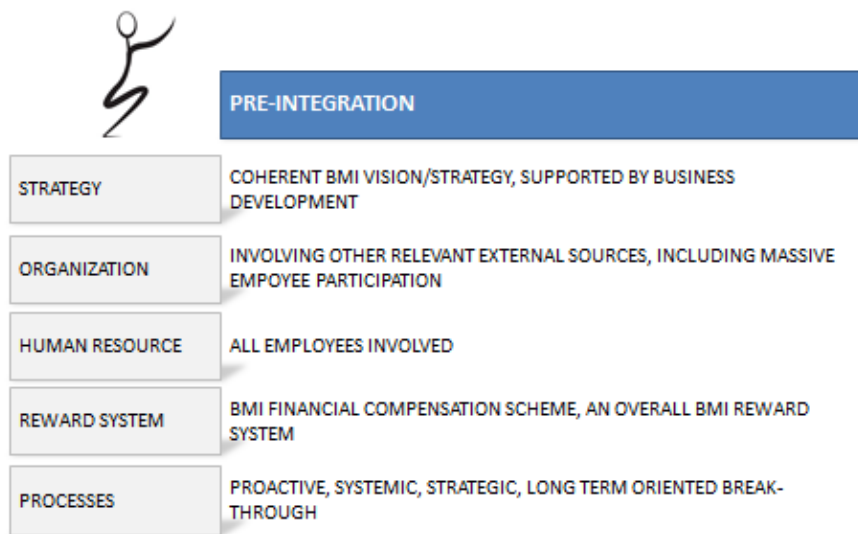 PRE-INTEGRATION
STRATEGY
COHERENT BMI VISION/STRATEGY, SUPPORTED BY BUSINESS
DEVELOPMENT
ORGANIZATION
INVOLVING OTHER RELEVANT EXTERNAL SOURCES, INCLUDING MASSIVE
EMPOYEE PARTICIPATION
HUMAN RESOURCE
ALL EMPLOYEES INVOLVED
REWARD SYSTEM
BMI FINANCIAL COMPENSATION SCHEME, AN OVERALL BMI REWARD
SYSTEM
PROCESSES
PROACTIVE, SYSTEMIC, STRATEGIC, LONG TERM ORIENTED BREAK-
THROUGH